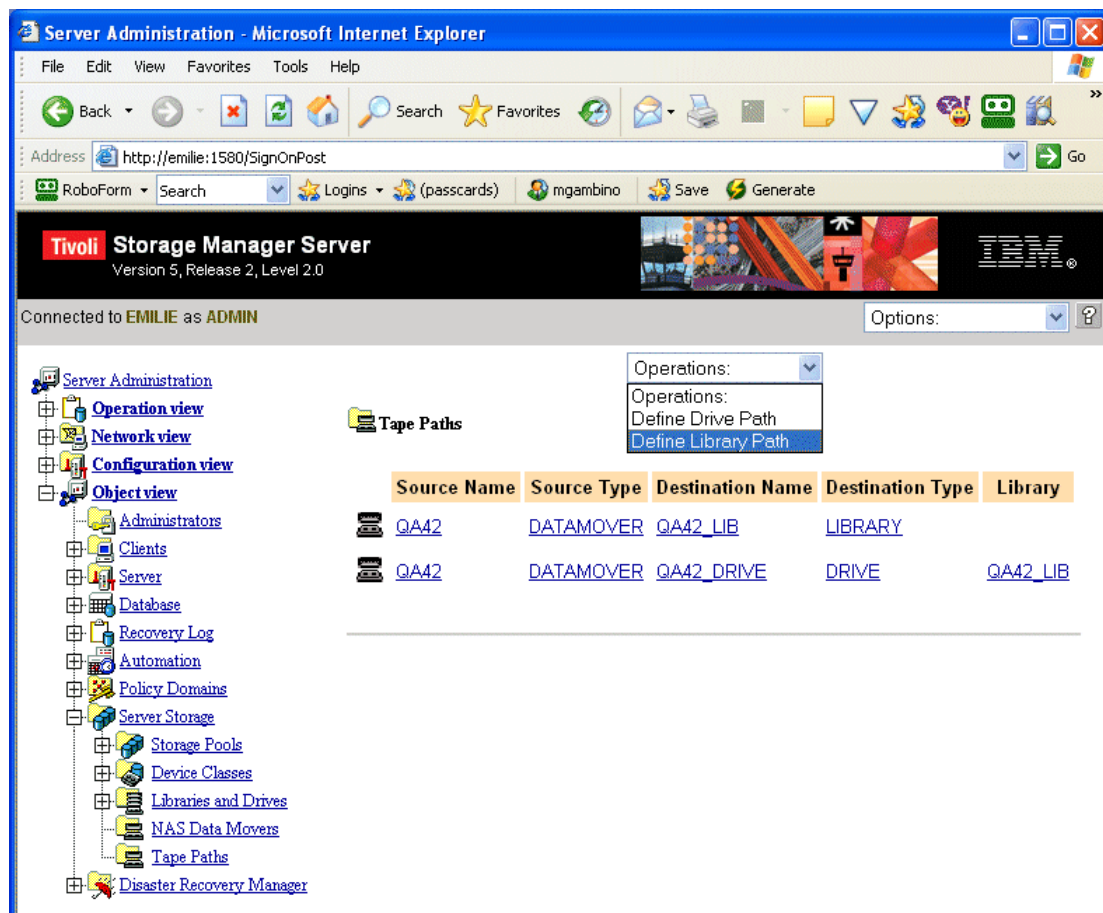 Server Administration - Microsoft Internet Explorer
File Edit View Favorites Tools Help
Back Search Favorites »
Address http://emilie:1580/SignOnPost Go
RoboForm Search Logins (passcards) mgambino Save Generate
Tivoli Storage Manager Server
Version 5, Release 2, Level 2.0
IBM®
Connected to EMILIE as ADMIN Options: ?
Operations:
Operations:
Define Drive Path
Define Library Path
Server Administration
Operation view
Network view
Configuration view
Object view
Administrators
Clients
Server
Database
Recovery Log
Automation
Policy Domains
Server Storage
Storage Pools
Device Classes
Libraries and Drives
NAS Data Movers
Tape Paths
Disaster Recovery Manager
Tape Paths
Source Name Source Type Destination Name Destination Type Library
QA42 DATAMOVER QA42_LIB LIBRARY
QA42 DATAMOVER QA42_DRIVE DRIVE QA42_LIB